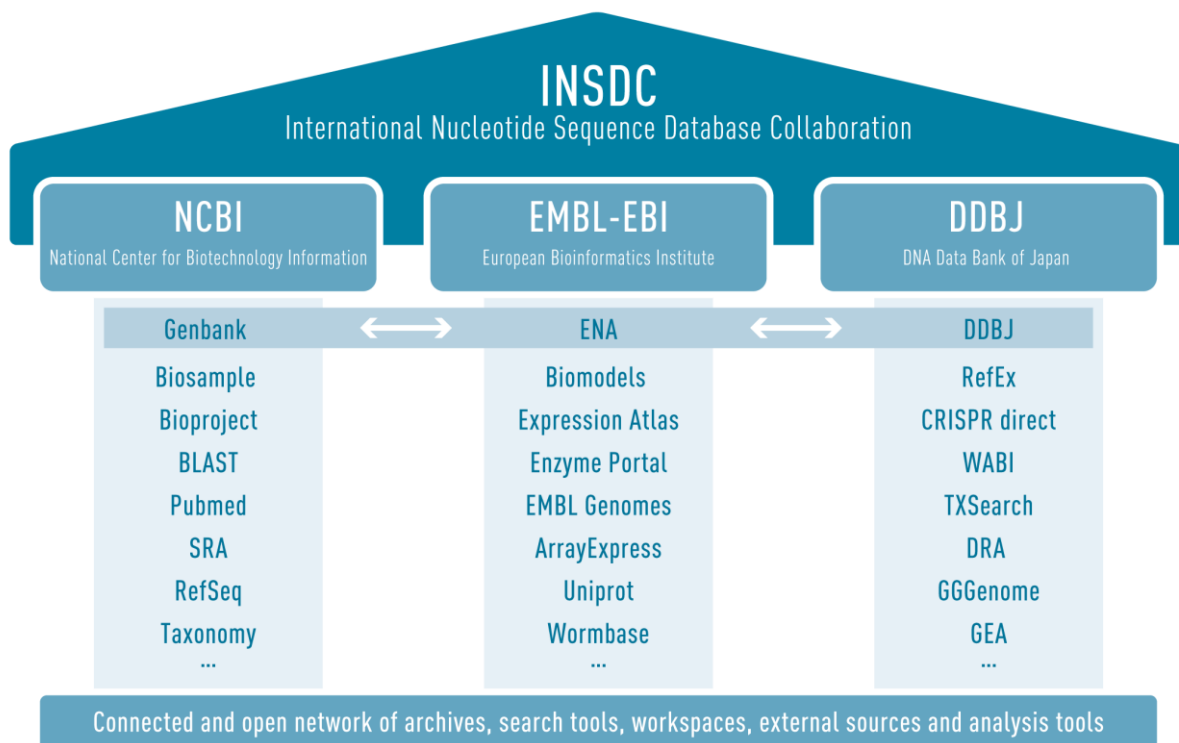 INSDC
International Nucleotide Sequence Database Collaboration
NCBI
National Center for Biotechnology Information
EMBL-EBI
European Bioinformatics Institute
DDBJ
DNA Data Bank of Japan
Genbank
ENA
DDBJ
Biosample
Bioproject
BLAST
Pubmed
SRA
RefSeq
Taxonomy
...
Biomodels
Expression Atlas
Enzyme Portal
EMBL Genomes
ArrayExpress
Uniprot
Wormbase
...
RefEx
CRISPR direct
WABI
TXSearch
DRA
GGGenome
GEA
...
Connected and open network of archives, search tools, workspaces, external sources and analysis tools